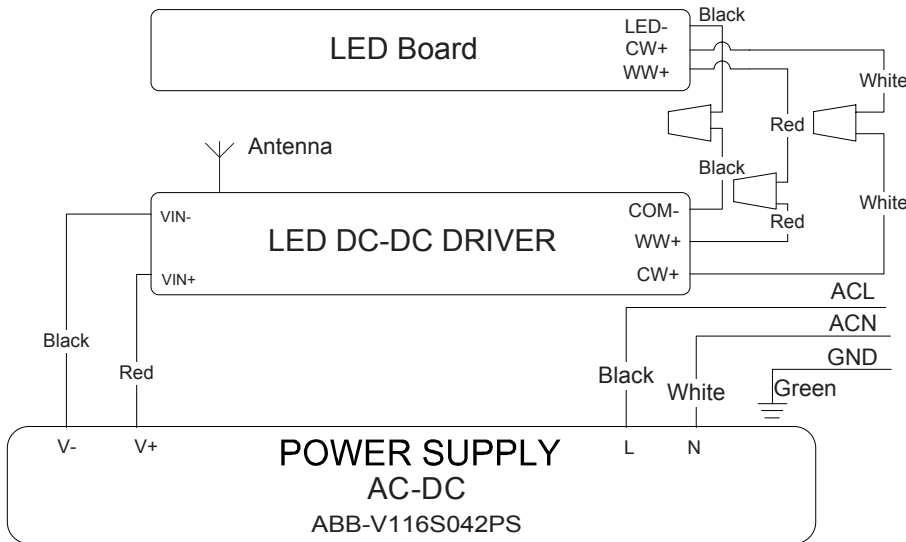 Black
LED-
LED Board
CW+
WW+
White
Red
Antenna
Black
White
VIN-
COM-
Red
LED DC-DC DRIVER
WW+
VIN+
CW+
ACL
ACN
Black
GND
Red
Black
White
Green
V-
V+
POWER SUPPLY
L
N
AC-DC
ABB-V116S042PS